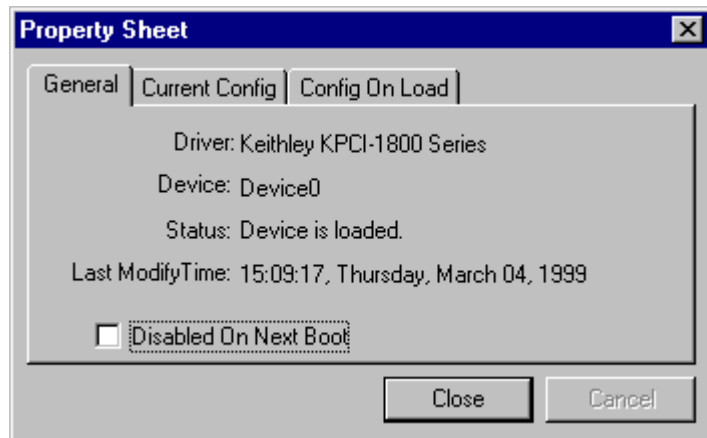 Property Sheet
General Current Config Config On Load
Driver: Keithley KPCI-1800 Series
Device: Device0
Status: Device is loaded.
Last ModifyTime: 15:09:17, Thursday, March 04, 1999
Disabled On Next Boot
Close Cancel